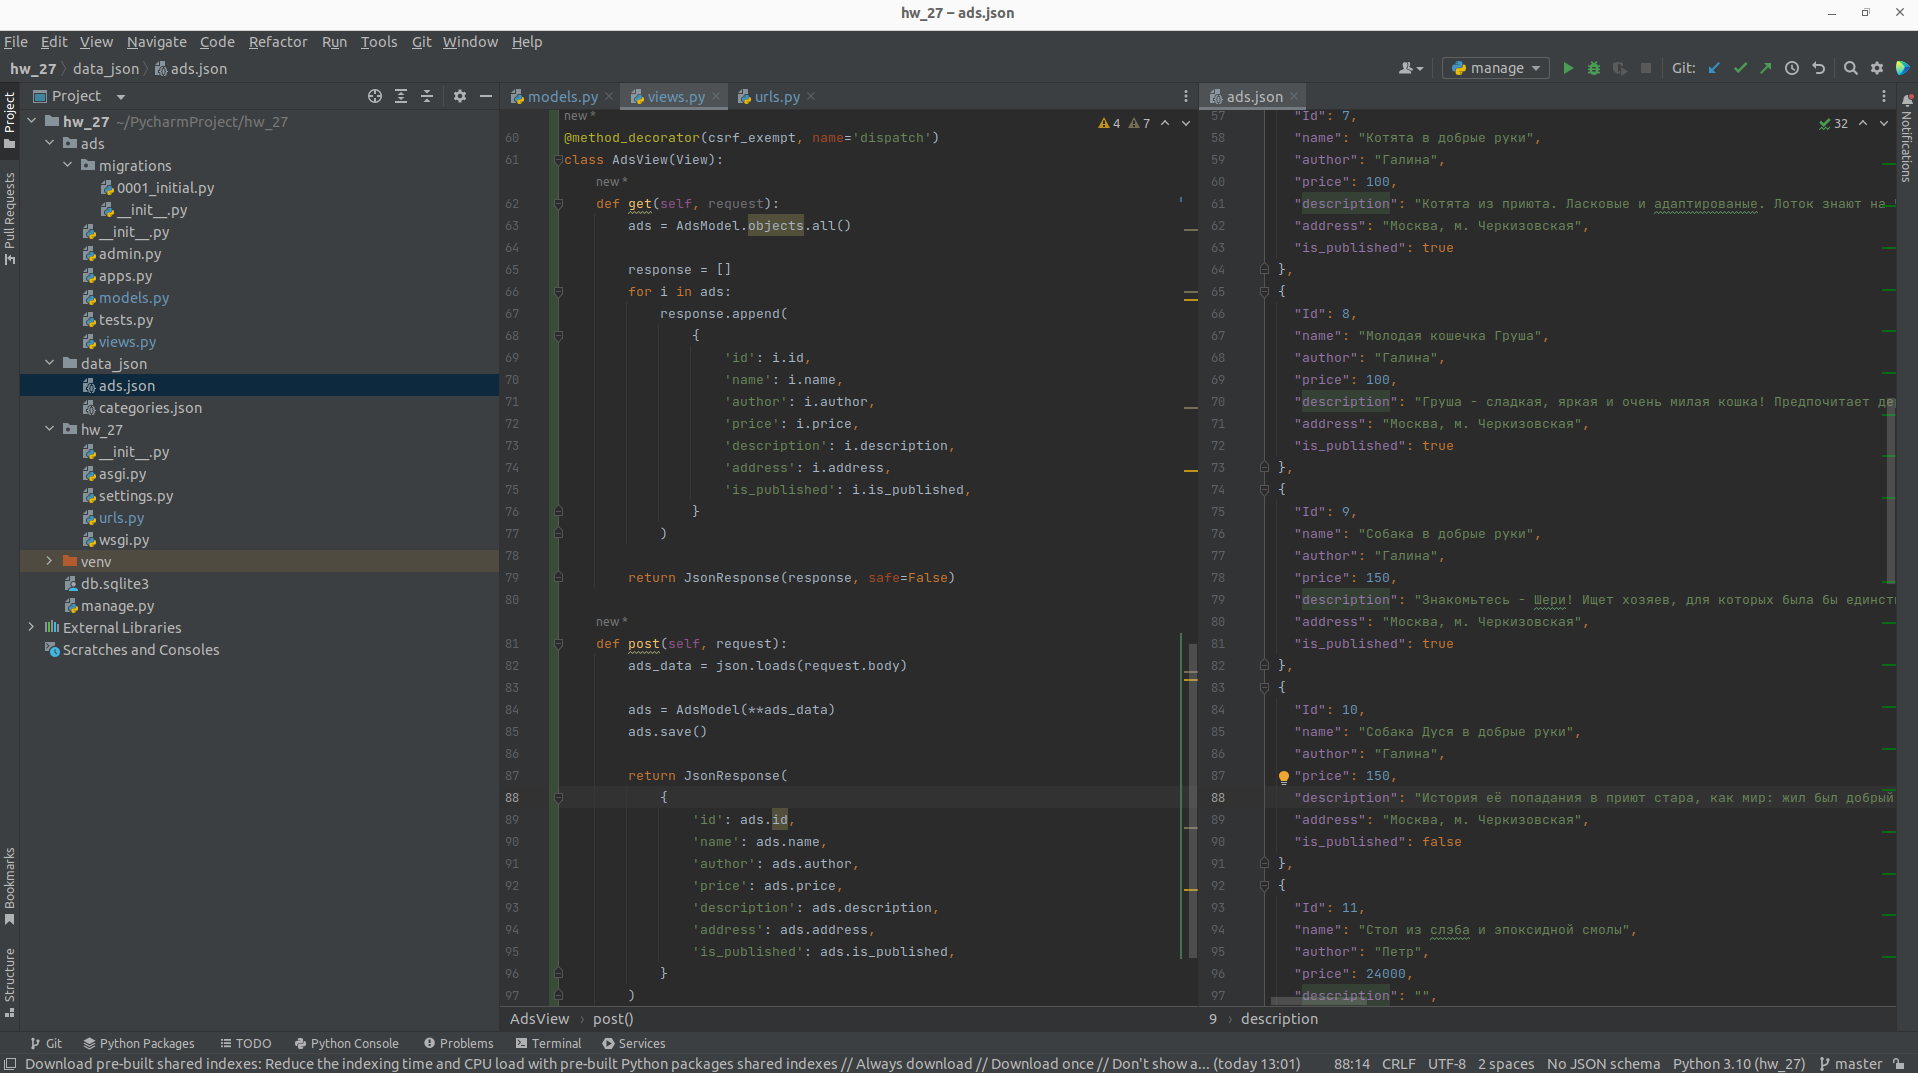 hw_27 – ads.json
File Edit View Navigate Code Refactor Run Tools Git Window Help
hw_27 data_json ads.json
manage
Git:
Project
Pull Requests
Bookmarks
Structure
Project
hw_27 ~/PycharmProject/hw_27
ads
migrations
0001_initial.py
__init__.py
__init__.py
admin.py
apps.py
models.py
tests.py
views.py
data_json
ads.json
categories.json
hw_27
__init__.py
asgi.py
settings.py
urls.py
wsgi.py
venv
db.sqlite3
manage.py
External Libraries
Scratches and Consoles
models.py views.py urls.py
4 7
new *
60 @method_decorator(csrf_exempt, name='dispatch')
61 class AdsView(View):
new *
62 def get(self, request):
63 ads = AdsModel.objects.all()
64
65 response = []
66 for i in ads:
67 response.append(
68 {
69 'id': i.id,
70 'name': i.name,
71 'author': i.author,
72 'price': i.price,
73 'description': i.description,
74 'address': i.address,
75 'is_published': i.is_published,
76 }
77 )
78
79 return JsonResponse(response, safe=False)
80
new *
81 def post(self, request):
82 ads_data = json.loads(request.body)
83
84 ads = AdsModel(**ads_data)
85 ads.save()
86
87 return JsonResponse(
88 {
89 'id': ads.id,
90 'name': ads.name,
91 'author': ads.author,
92 'price': ads.price,
93 'description': ads.description,
94 'address': ads.address,
95 'is_published': ads.is_published,
96 }
97 )
AdsView post()
ads.json
32
57 "Id": 7,
58 "name": "Котята в добрые руки",
59 "author": "Галина",
60 "price": 100,
61 "description": "Котята из приюта. Ласковые и адаптированые. Лоток знают на
62 "address": "Москва, м. Черкизовская",
63 "is_published": true
64 },
65 {
66 "Id": 8,
67 "name": "Молодая кошечка Груша",
68 "author": "Галина",
69 "price": 100,
70 "description": "Груша - сладкая, яркая и очень милая кошка! Предпочитает де
71 "address": "Москва, м. Черкизовская",
72 "is_published": true
73 },
74 {
75 "Id": 9,
76 "name": "Собака в добрые руки",
77 "author": "Галина",
78 "price": 150,
79 "description": "Знакомьтесь - Шери! Ищет хозяев, для которых была бы единст
80 "address": "Москва, м. Черкизовская",
81 "is_published": true
82 },
83 {
84 "Id": 10,
85 "name": "Собака Дуся в добрые руки",
86 "author": "Галина",
87 "price": 150,
88 "description": "История её попадания в приют стара, как мир: жил был добрый
89 "address": "Москва, м. Черкизовская",
90 "is_published": false
91 },
92 {
93 "Id": 11,
94 "name": "Стол из слэба и эпоксидной смолы",
95 "author": "Петр",
96 "price": 24000,
97 "description": "",
9 description
Notifications
Git Python Packages TODO Python Console Problems Terminal Services
Download pre-built shared indexes: Reduce the indexing time and CPU load with pre-built Python packages shared indexes // Always download // Download once // Don't show a... (today 13:01) 88:14 CRLF UTF-8 2 spaces No JSON schema Python 3.10 (hw_27) master